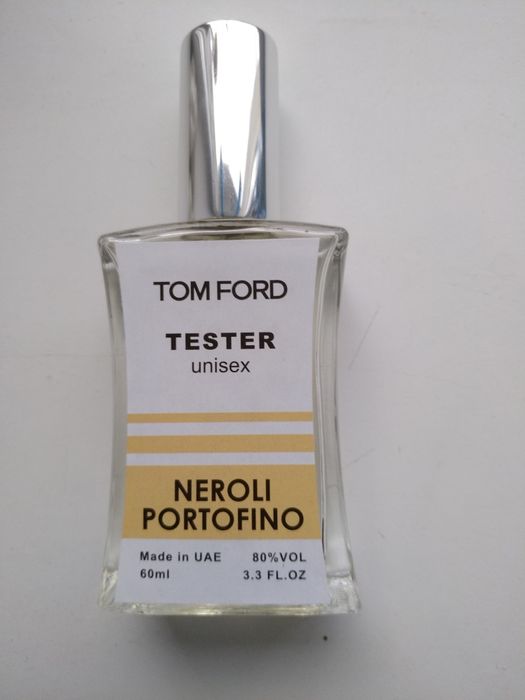 TOM FORD
TESTER
unisex
NEROLI
PORTOFINO
Made in UAE 80%VOL
60ml 3.3 FL.OZ